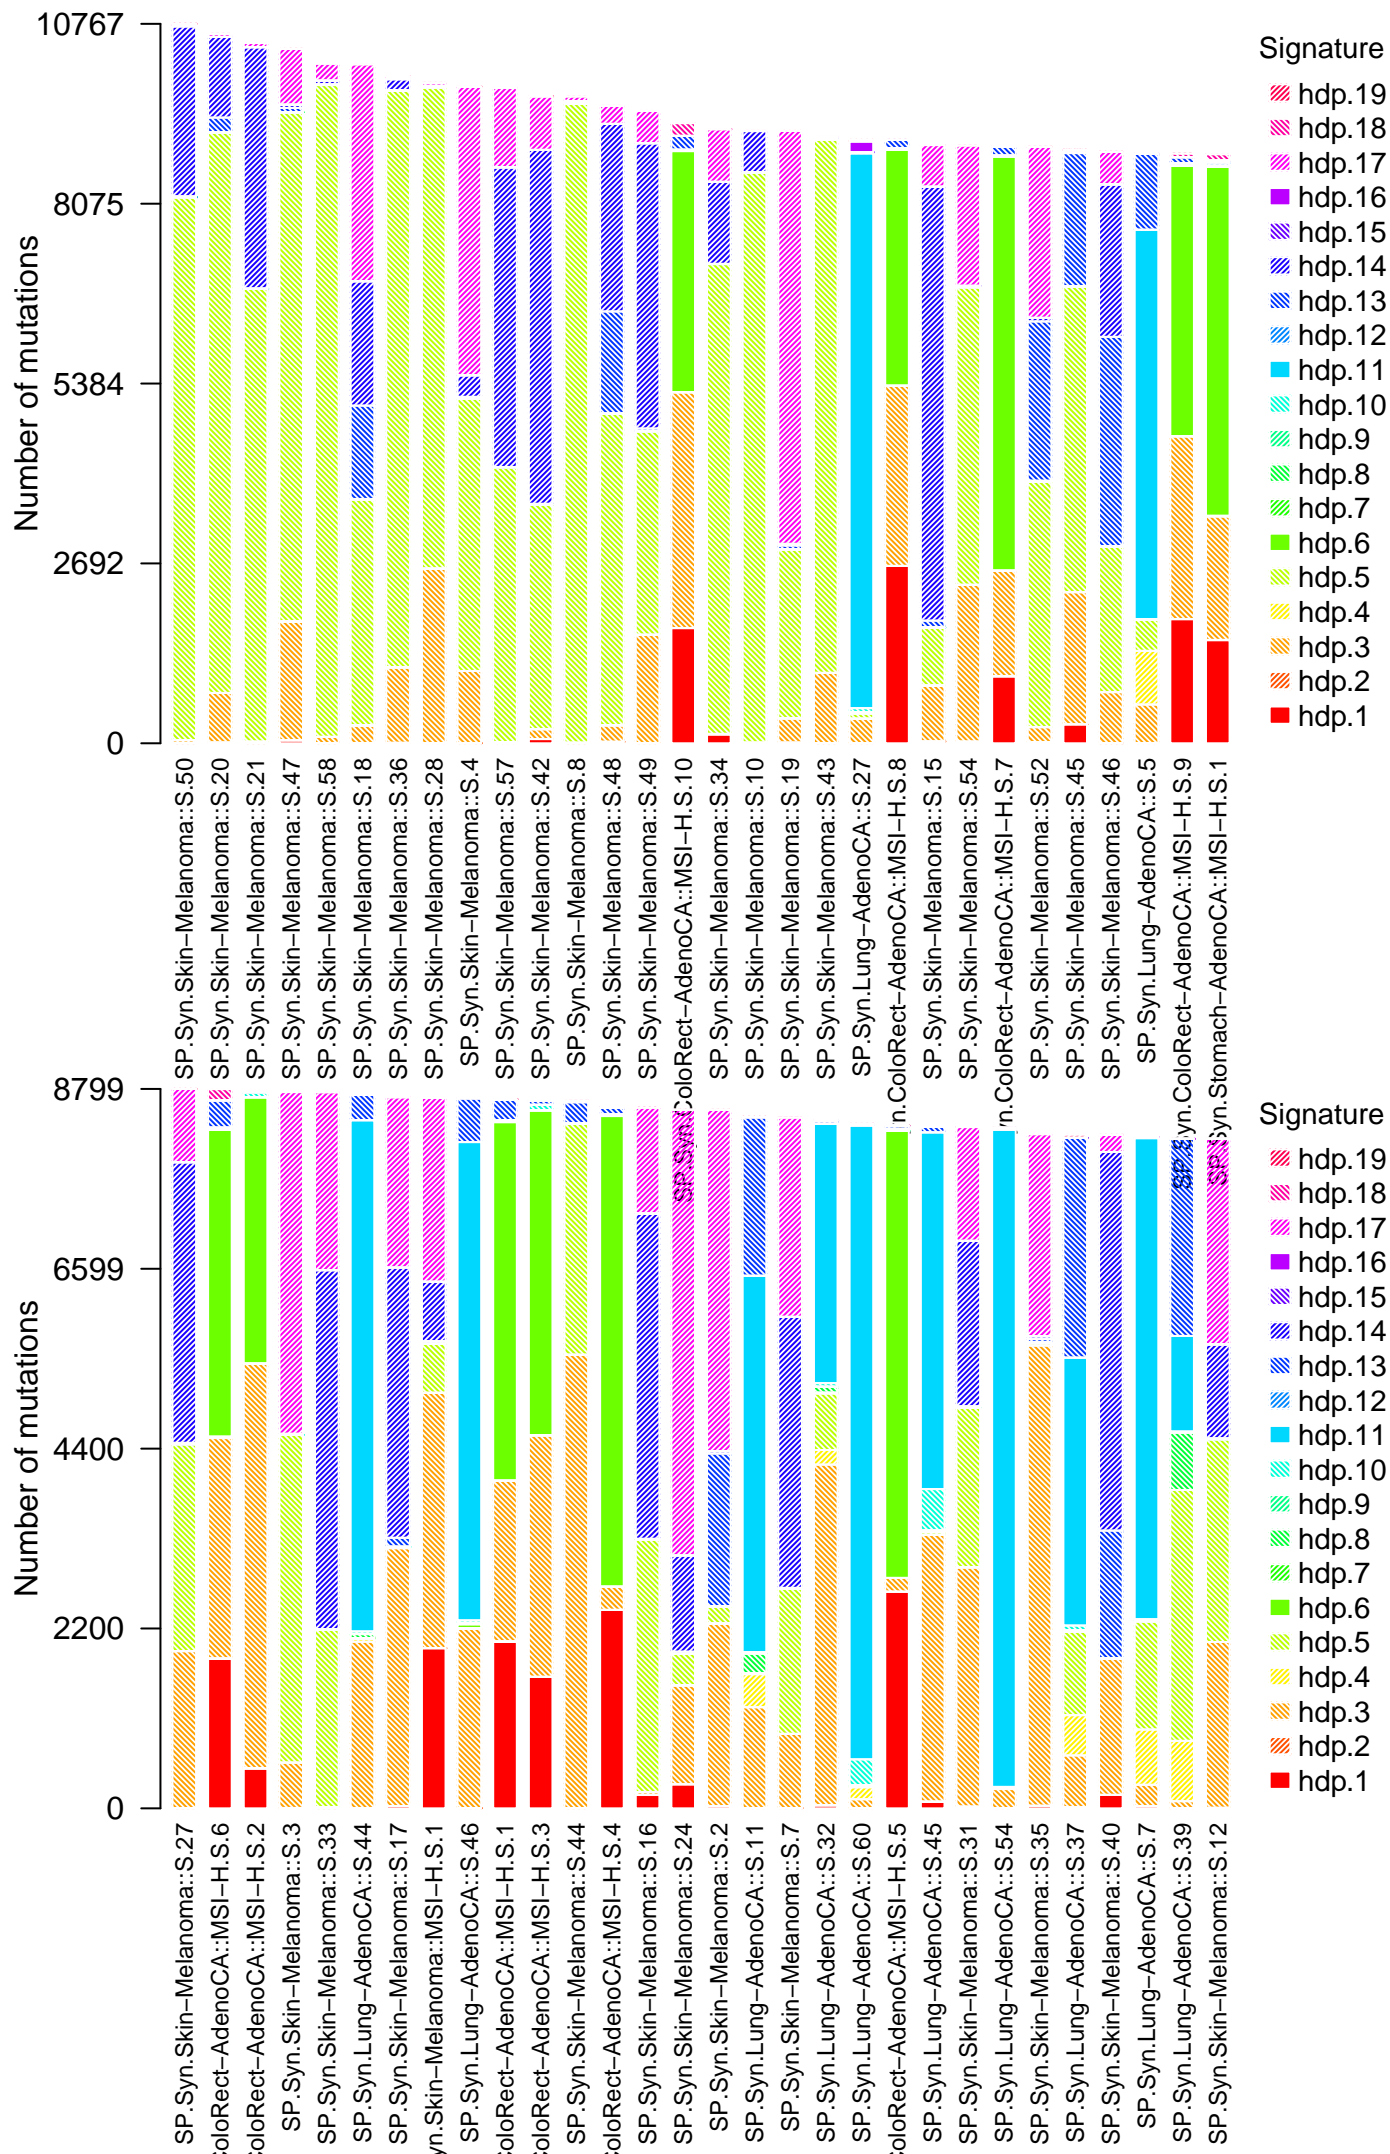 Number of mutations
10767
8075
5384
2692
0
Signature
hdp.19
hdp.18
hdp.17
hdp.16
hdp.15
hdp.14
hdp.13
hdp.12
hdp.11
hdp.10
hdp.9
hdp.8
hdp.7
hdp.6
hdp.5
hdp.4
hdp.3
hdp.2
hdp.1
SP.Syn.Skin−Melanoma::S.50
SP.Syn.Skin−Melanoma::S.20
SP.Syn.Skin−Melanoma::S.21
SP.Syn.Skin−Melanoma::S.47
SP.Syn.Skin−Melanoma::S.58
SP.Syn.Skin−Melanoma::S.18
SP.Syn.Skin−Melanoma::S.36
SP.Syn.Skin−Melanoma::S.28
SP.Syn.Skin−Melanoma::S.4
SP.Syn.Skin−Melanoma::S.57
SP.Syn.Skin−Melanoma::S.42
SP.Syn.Skin−Melanoma::S.8
SP.Syn.Skin−Melanoma::S.48
SP.Syn.Skin−Melanoma::S.49
SP.Syn.ColoRect−AdenoCA::MSI−H.S.10
SP.Syn.Skin−Melanoma::S.34
SP.Syn.Skin−Melanoma::S.10
SP.Syn.Skin−Melanoma::S.19
SP.Syn.Skin−Melanoma::S.43
SP.Syn.Lung−AdenoCA::S.27
yn.ColoRect−AdenoCA::MSI−H.S.8
SP.Syn.Skin−Melanoma::S.15
SP.Syn.Skin−Melanoma::S.54
yn.ColoRect−AdenoCA::MSI−H.S.7
SP.Syn.Skin−Melanoma::S.52
SP.Syn.Skin−Melanoma::S.45
SP.Syn.Skin−Melanoma::S.46
SP.Syn.Lung−AdenoCA::S.5
SP.Syn.ColoRect−AdenoCA::MSI−H.S.9
SP.Syn.Stomach−AdenoCA::MSI−H.S.1
Number of mutations
8799
6599
4400
2200
0
Signature
hdp.19
hdp.18
hdp.17
hdp.16
hdp.15
hdp.14
hdp.13
hdp.12
hdp.11
hdp.10
hdp.9
hdp.8
hdp.7
hdp.6
hdp.5
hdp.4
hdp.3
hdp.2
hdp.1
SP.Syn.Skin−Melanoma::S.27
ColoRect−AdenoCA::MSI−H.S.6
ColoRect−AdenoCA::MSI−H.S.2
SP.Syn.Skin−Melanoma::S.3
SP.Syn.Skin−Melanoma::S.33
SP.Syn.Lung−AdenoCA::S.44
SP.Syn.Skin−Melanoma::S.17
yn.Skin−Melanoma::MSI−H.S.1
SP.Syn.Lung−AdenoCA::S.46
ColoRect−AdenoCA::MSI−H.S.1
ColoRect−AdenoCA::MSI−H.S.3
SP.Syn.Skin−Melanoma::S.44
ColoRect−AdenoCA::MSI−H.S.4
SP.Syn.Skin−Melanoma::S.16
SP.Syn.Skin−Melanoma::S.24
SP.Syn.Skin−Melanoma::S.2
SP.Syn.Lung−AdenoCA::S.11
SP.Syn.Skin−Melanoma::S.7
SP.Syn.Lung−AdenoCA::S.32
SP.Syn.Lung−AdenoCA::S.60
ColoRect−AdenoCA::MSI−H.S.5
SP.Syn.Lung−AdenoCA::S.45
SP.Syn.Skin−Melanoma::S.31
SP.Syn.Lung−AdenoCA::S.54
SP.Syn.Skin−Melanoma::S.35
SP.Syn.Lung−AdenoCA::S.37
SP.Syn.Skin−Melanoma::S.40
SP.Syn.Lung−AdenoCA::S.7
SP.Syn.Lung−AdenoCA::S.39
SP.Syn.Skin−Melanoma::S.12